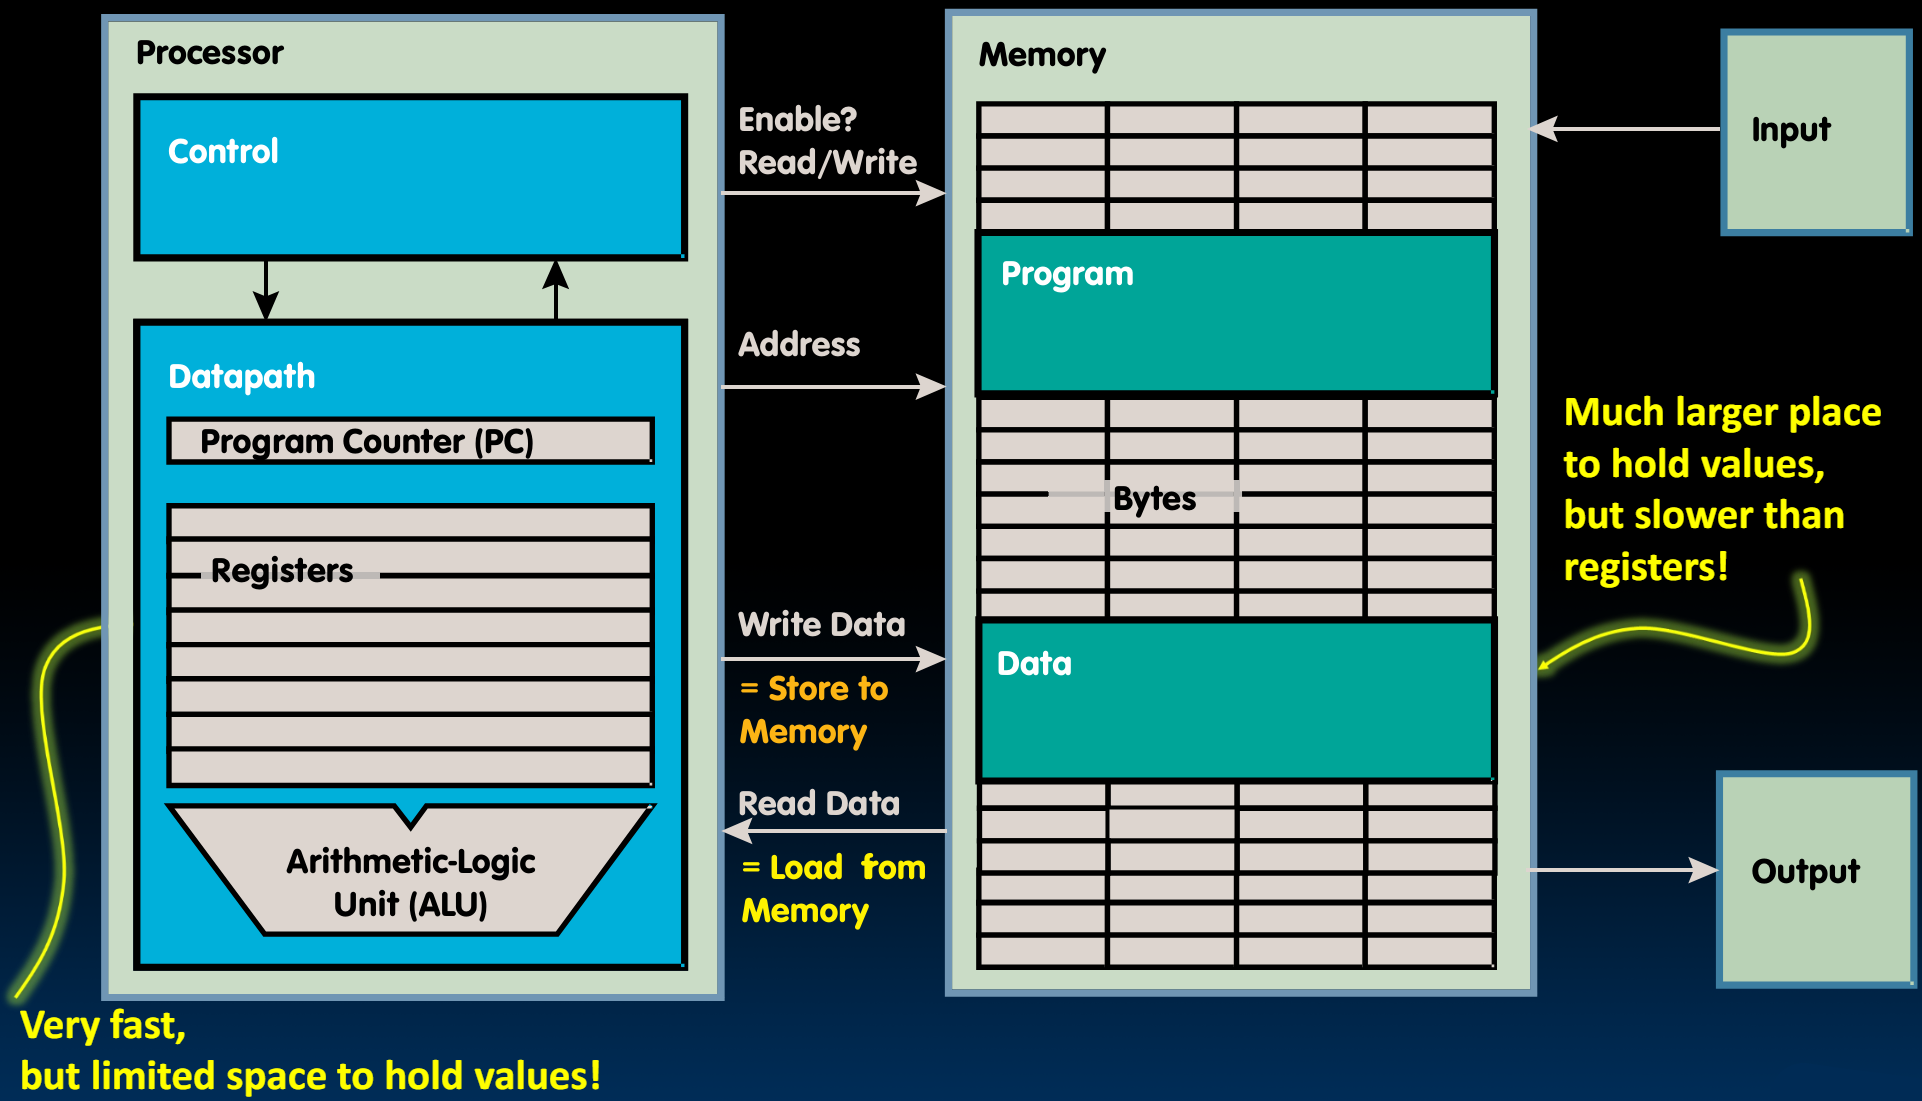 Processor
Control
Datapath
Program Counter (PC)
Registers
Arithmetic-Logic
Unit (ALU)
Very fast,
but limited space to hold values!
Enable?
Read/Write
Address
Write Data
= Store to
Memory
Read Data
= Load  fom
Memory
Memory
Program
Bytes
Data
Input
Much larger place
to hold values,
but slower than
registers!
Output